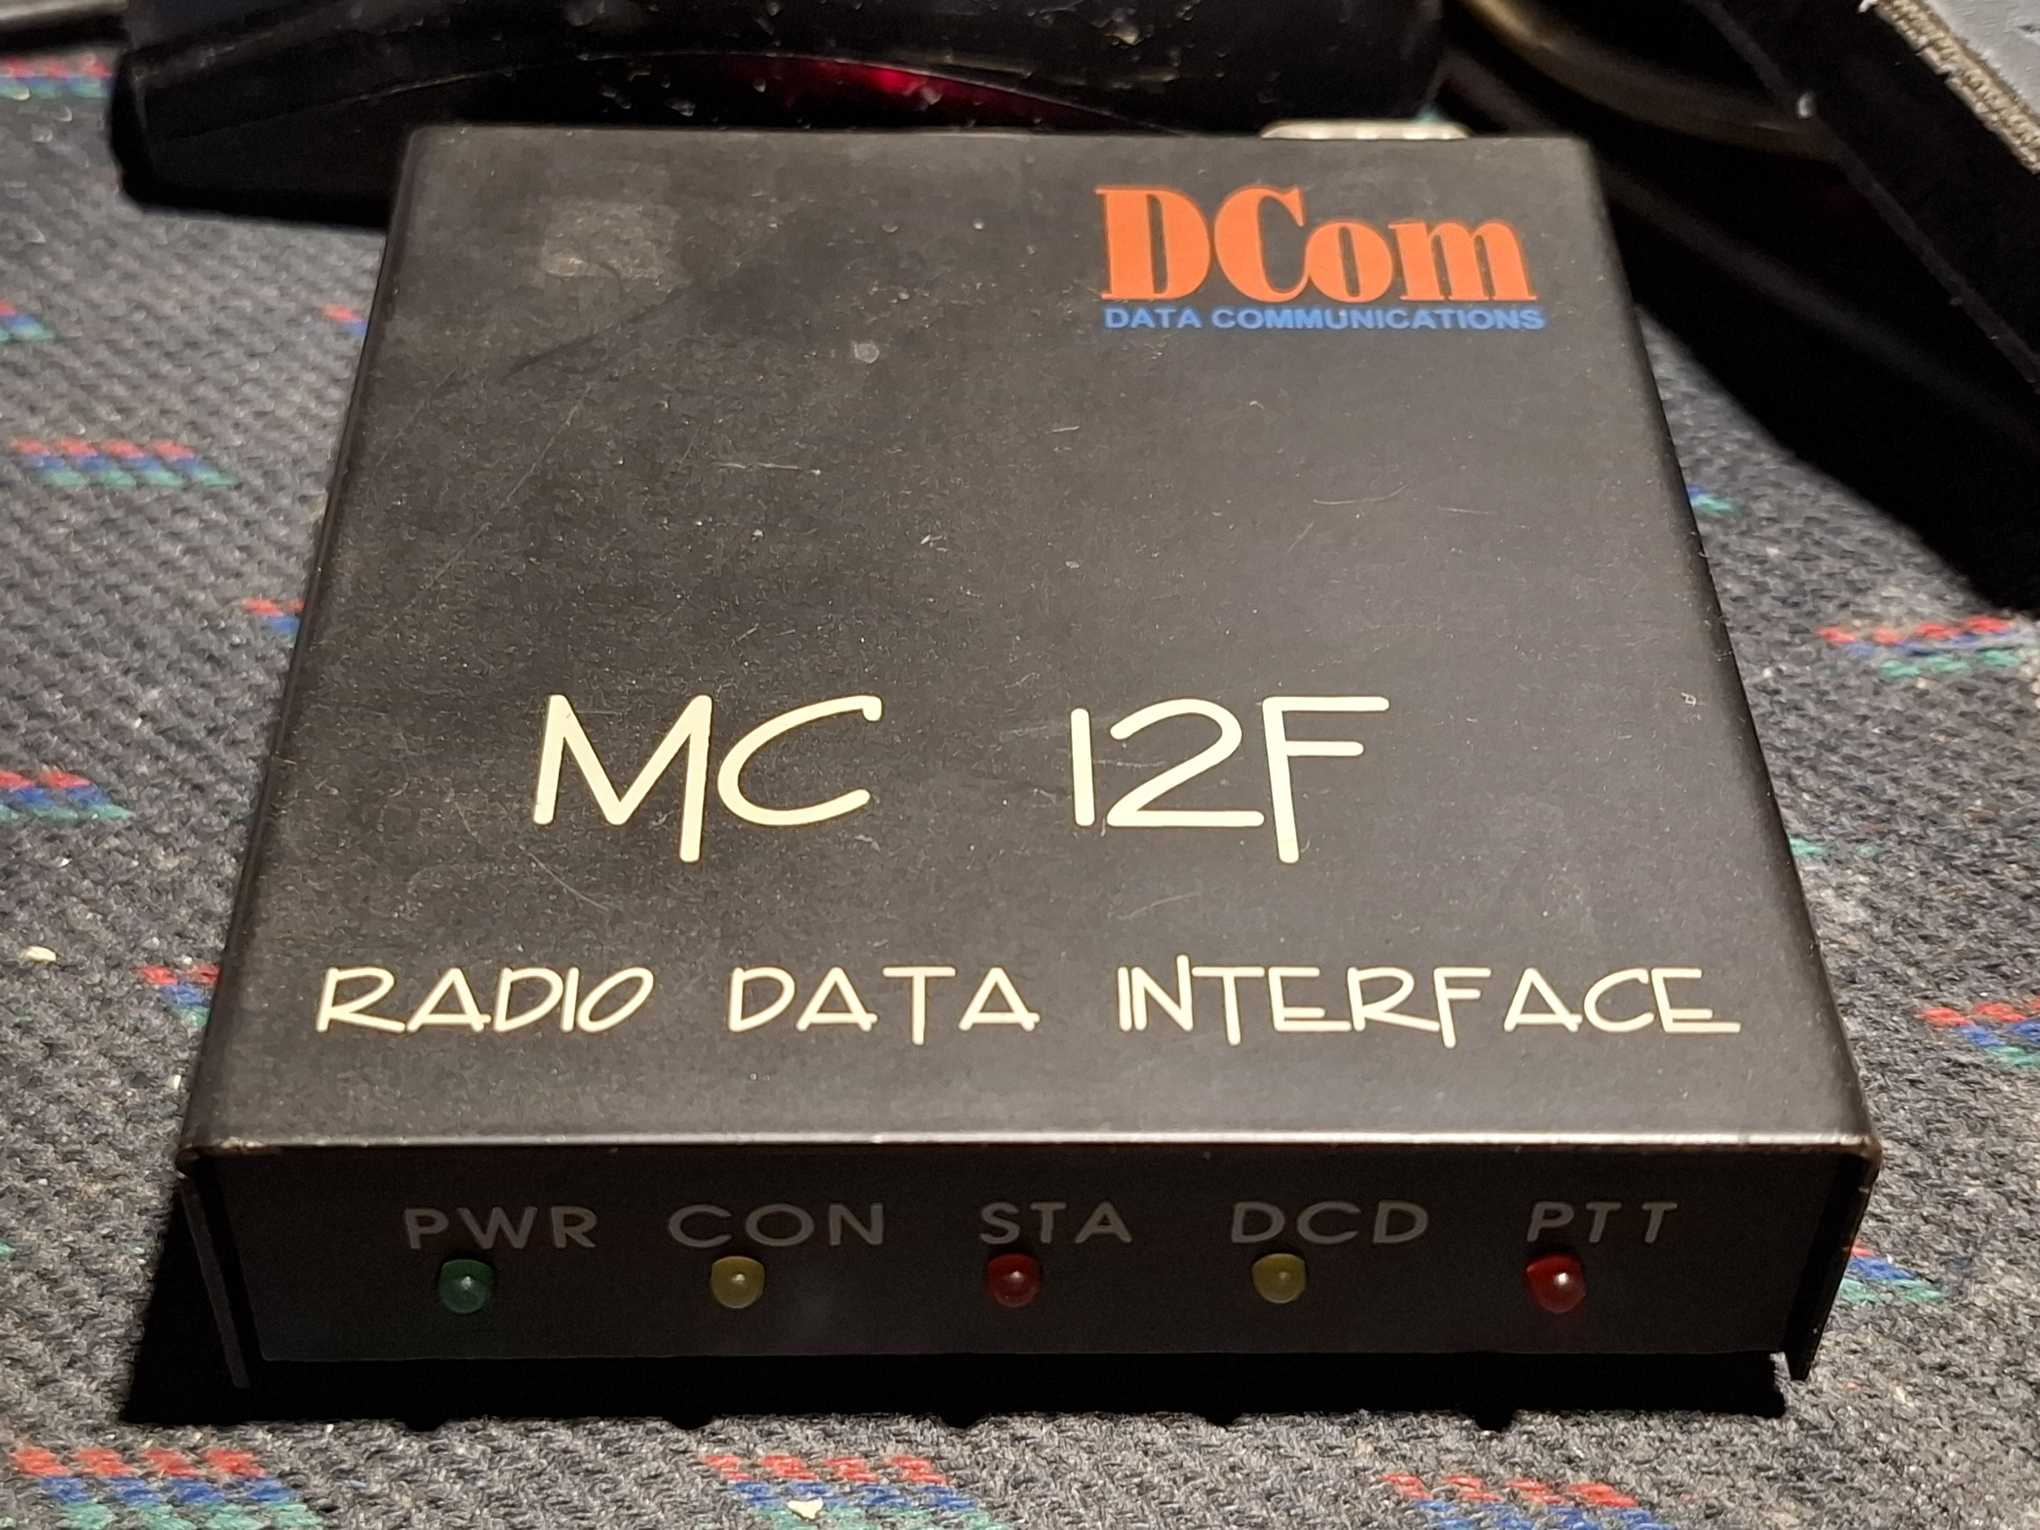 DCom
DATA COMMUNICATIONS
MC 12F
RADIO DATA INTERFACE
PWR CON STA DCD PTT